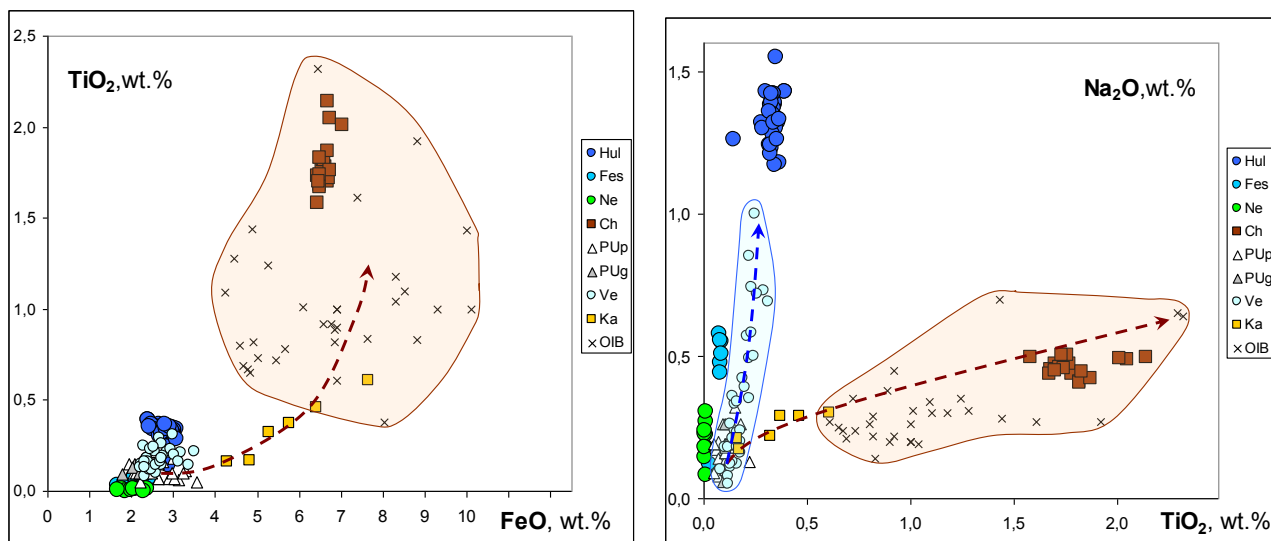 2,5
2,0
1,5
1,0
0,5
0,0
TiO2,wt.%
0 1 2 3 4 5 6 7 8 9 10
FeO, wt.%
Hul
Fes
Ne
Ch
PUp
PUg
Ve
Ka
OIB
1,5
1,0
0,5
0,0
Na2O,wt.%
0,0 0,5 1,0 1,5 2,0
TiO2, wt.%
Hul
Fes
Ne
Ch
PUp
PUg
Ve
Ka
OIB